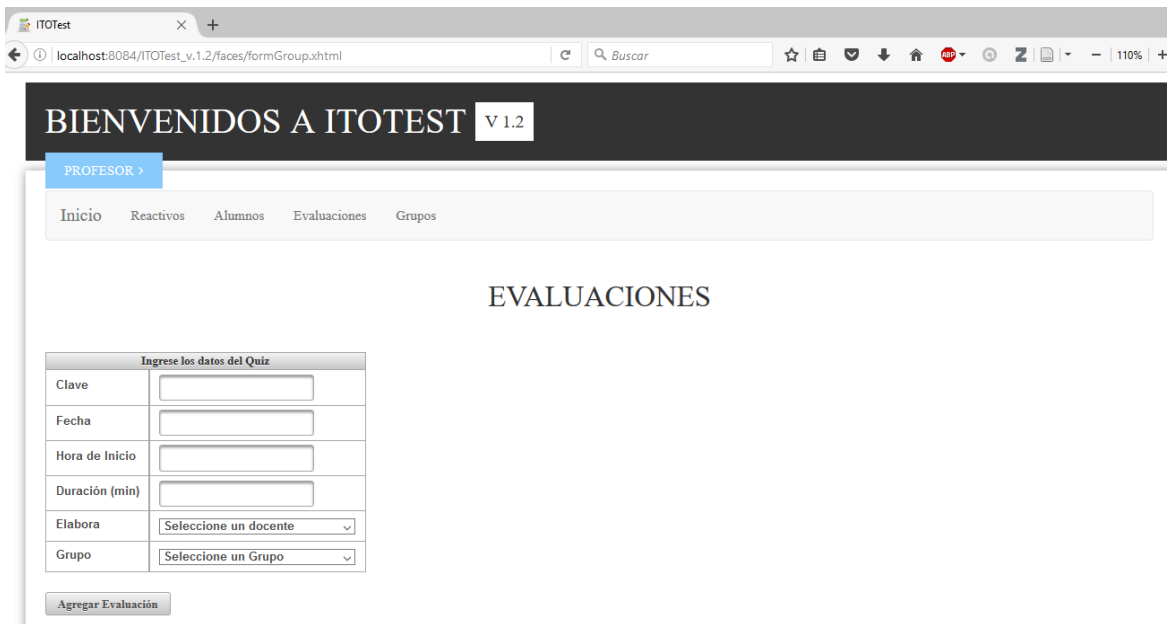 ITOTest
localhost:8084/ITOTest_v.1.2/faces/formGroup.xhtml
Buscar
ABP
110%
BIENVENIDOS A ITOTEST V 1.2
PROFESOR >
Inicio Reactivos Alumnos Evaluaciones Grupos
EVALUACIONES
Ingrese los datos del Quiz
Clave
Fecha
Hora de Inicio
Duración (min)
Elabora Seleccione un docente
Grupo Seleccione un Grupo
Agregar Evaluación